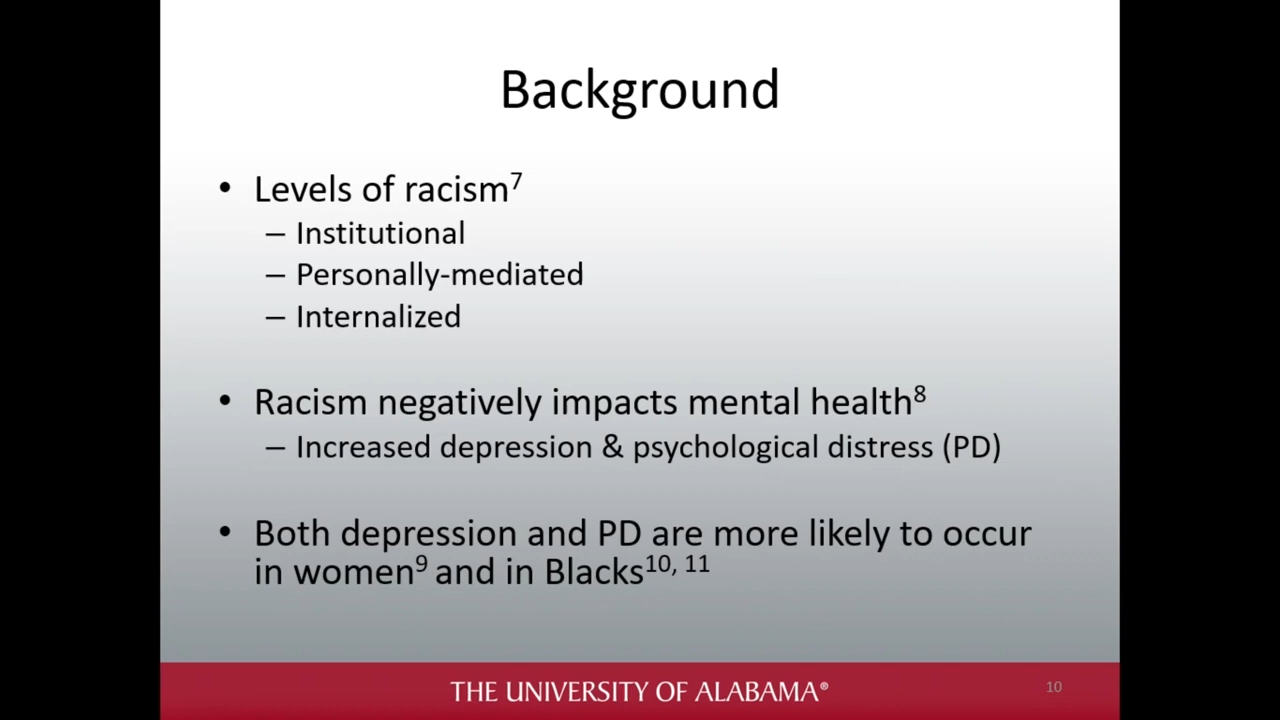 Background
• Levels of racism⁷
– Institutional
– Personally-mediated
– Internalized
• Racism negatively impacts mental health⁸
– Increased depression & psychological distress (PD)
• Both depression and PD are more likely to occur
in women⁹ and in Blacks¹⁰, ¹¹
THE UNIVERSITY OF ALABAMA®
10